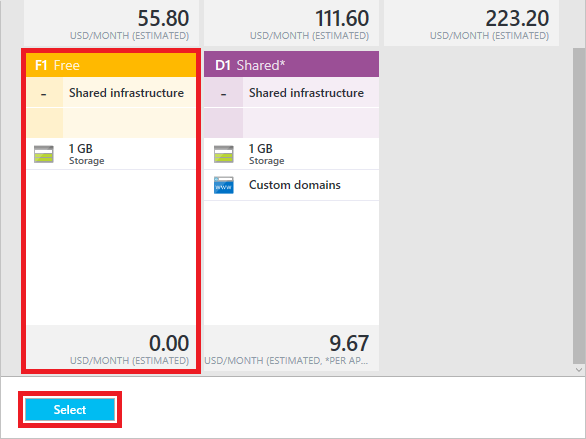 55.80
USD/MONTH (ESTIMATED)
111.60
USD/MONTH (ESTIMATED)
223.20
USD/MONTH (ESTIMATED)
F1 Free
- Shared infrastructure
1 GB
Storage
0.00
USD/MONTH (ESTIMATED)
D1 Shared*
- Shared infrastructure
1 GB
Storage
WWW Custom domains
9.67
USD/MONTH (ESTIMATED, *PER AP...
Select